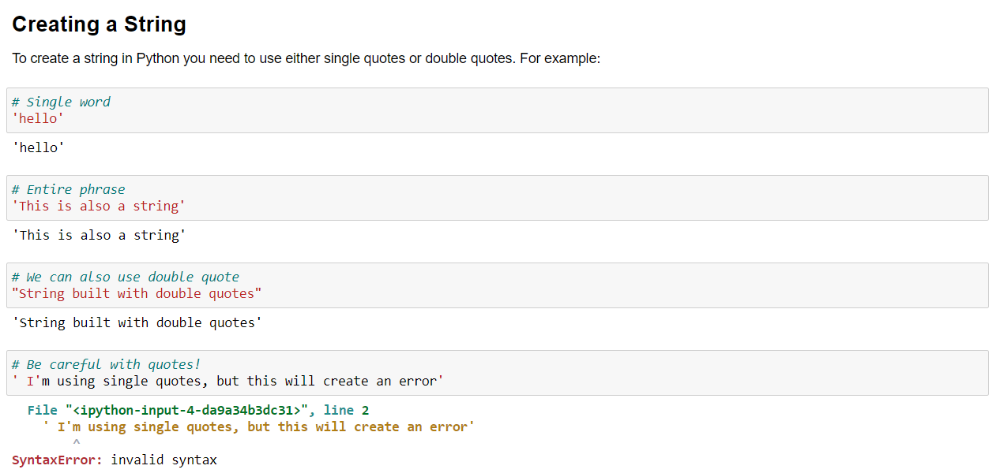 Creating a String
To create a string in Python you need to use either single quotes or double quotes. For example:
# Single word
'hello'
'hello'
# Entire phrase
'This is also a string'
'This is also a string'
# We can also use double quote
"String built with double quotes"
'String built with double quotes'
# Be careful with quotes!
' I'm using single quotes, but this will create an error'
File "<ipython-input-4-da9a34b3dc31>", line 2
' I'm using single quotes, but this will create an error'
^
SyntaxError: invalid syntax